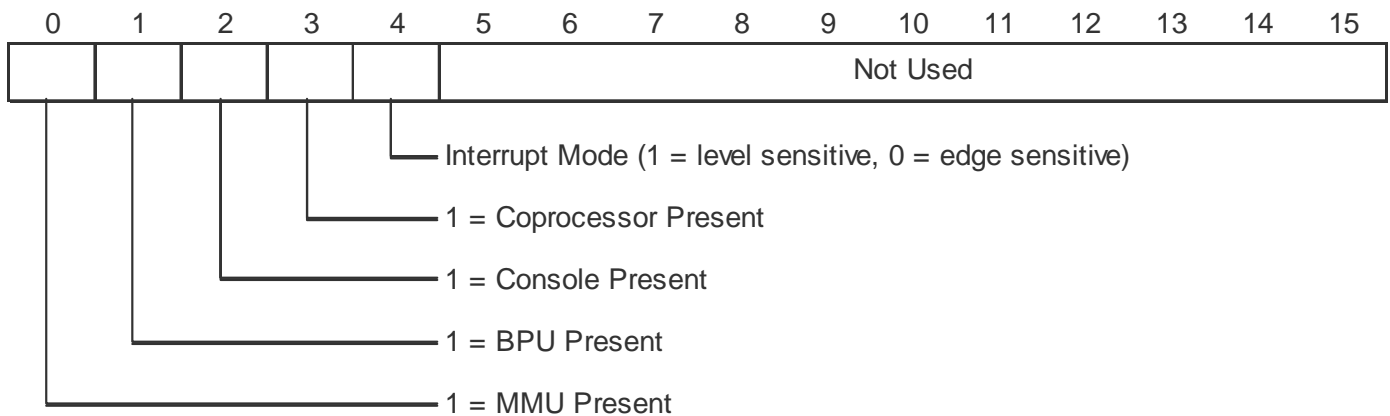 0 1 2 3 4 5 6 7 8 9 10 11 12 13 14 15
Not Used
Interrupt Mode (1 = level sensitive, 0 = edge sensitive)
1 = Coprocessor Present
1 = Console Present
1 = BPU Present
1 = MMU Present